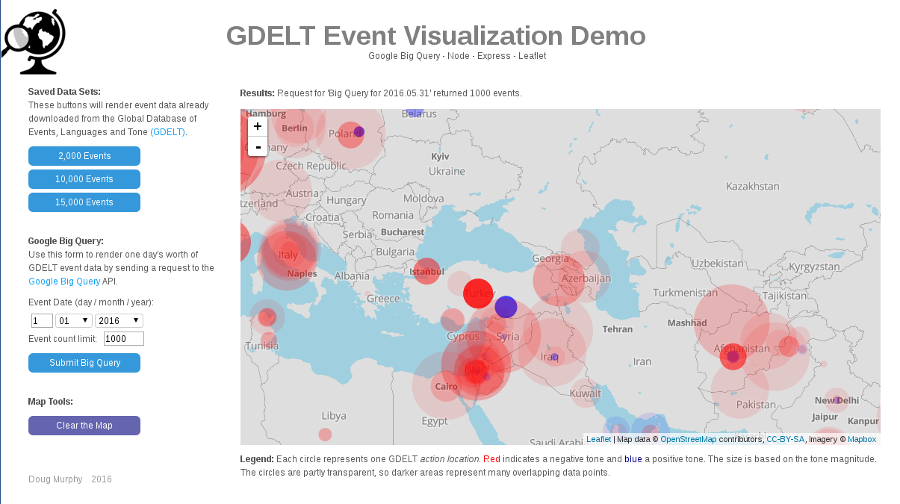 GDELT Event Visualization Demo
Google Big Query - Node - Express - Leaflet
Saved Data Sets:
These buttons will render event data already
downloaded from the Global Database of
Events, Languages and Tone (GDELT).
2,000 Events
10,000 Events
15,000 Events
Google Big Query:
Use this form to render one day's worth of
GDELT event data by sending a request to the
Google Big Query API.
Event Date (day / month / year):
1 01 2016
Event count limit: 1000
Submit Big Query
Map Tools:
Clear the Map
Doug Murphy 2016
Results: Request for 'Big Query for 2016.05.31' returned 1000 events.
+
-
Hamburg
Belarus
Berlin
Poland
Kyiv
Czech Republic
Ukraine
Kazakhstan
Austria
Hungary
Moldova
Croatia
Romania
Serbia
Bucharest
Italy
Bulgaria
Georgia
Uzbekistan
Kyrgyzstan
Naples
Albania
Istanbul
Azerbaijan
Turkmenistan
Tajikistan
Greece
Turkey
Mashhad
Tunisia
Cyprus
Syria
Tehran
Afghanistan
Iraq
Iran
Cairo
Kuwait
Pakistan
New Delhi
Libya
Egypt
Jaipur
Kanpur
Saudi Arabia
Leaflet | Map data © OpenStreetMap contributors, CC-BY-SA, Imagery © Mapbox
Legend: Each circle represents one GDELT action location. Red indicates a negative tone and blue a positive tone. The size is based on the tone magnitude.
The circles are partly transparent, so darker areas represent many overlapping data points.